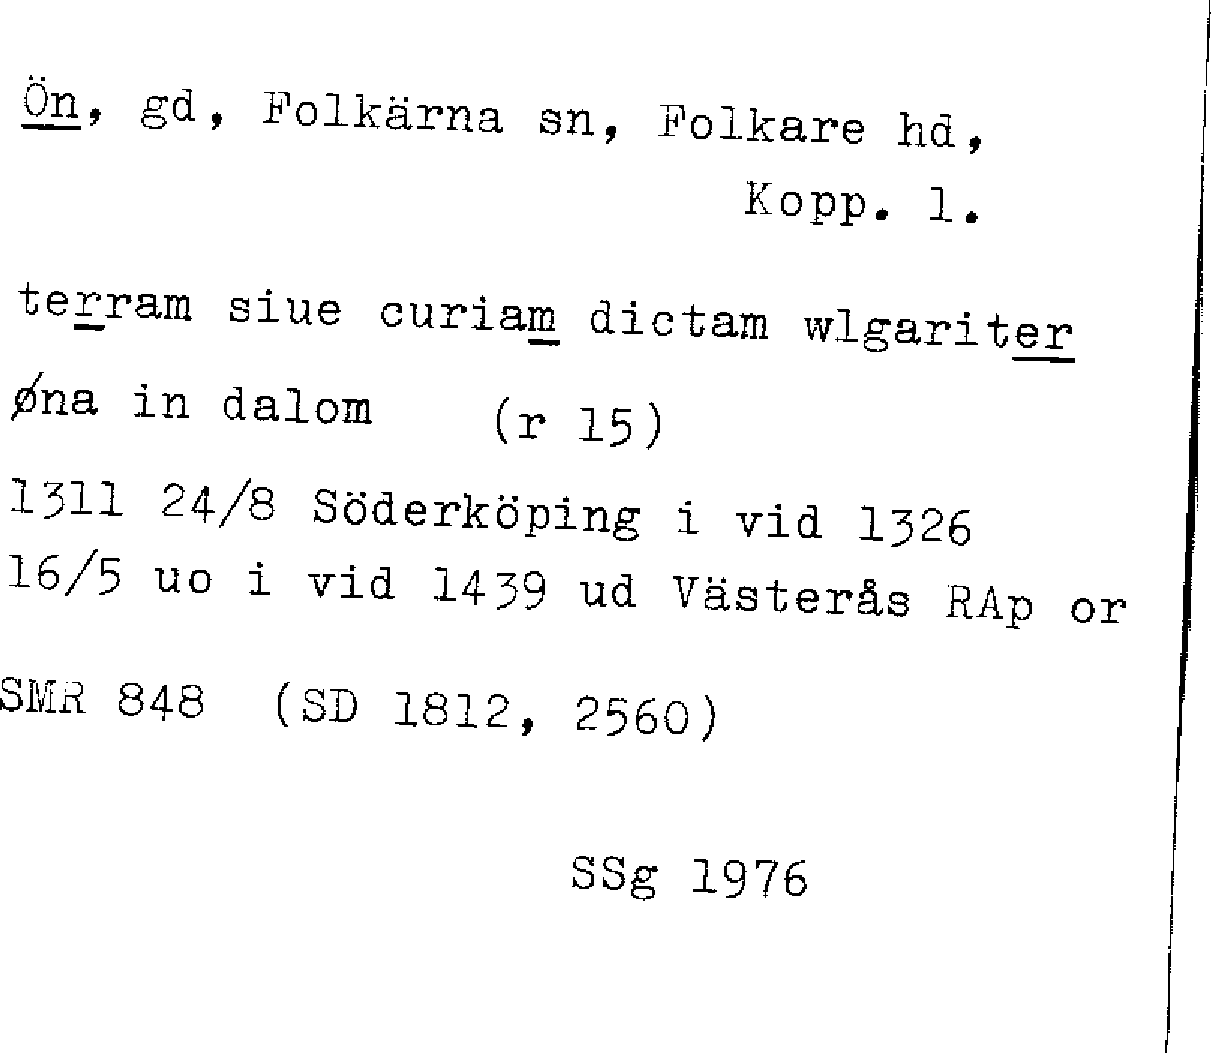 Ön, gd, Folkärna sn, Folkare hd,
Kopp. l.
terram siue curiam dictam wlgariter
øna in dalom (r 15)
1311 24/8 Söderköping i vid 1326
16/5 uo i vid 1439 ud Västerås RAp or
SMR 848 (SD 1812, 2560)
SSg 1976